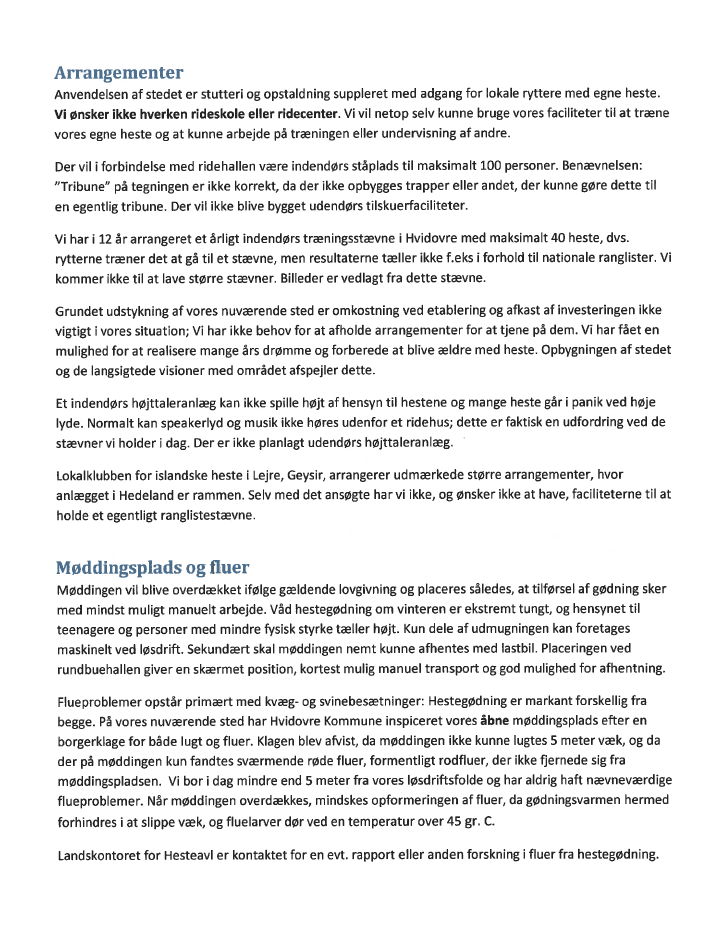 Arrangementer
Anvendelsen af stedet er stutteri og opstaldning suppleret med adgang for lokale ryttere med egne heste.
Vi ønsker ikke hverken rideskole eller ridecenter. Vi vil netop selv kunne bruge vores faciliteter til at træne
vores egne heste og at kunne arbejde på træningen eller undervisning af andre.
Der vil i forbindelse med ridehallen være indendørs ståplads til maksimalt 100 personer. Benævnelsen:
"Tribune" på tegningen er ikke korrekt, da der ikke opbygges trapper eller andet, der kunne gøre dette til
en egentlig tribune. Der vil ikke blive bygget udendørs tilskuerfaciliteter.
Vi har i 12 år arrangeret et årligt indendørs træningsstævne i Hvidovre med maksimalt 40 heste, dvs.
rytterne træner det at gå til et stævne, men resultaterne tæller ikke f.eks i forhold til nationale ranglister. Vi
kommer ikke til at lave større stævner. Billeder er vedlagt fra dette stævne.
Grundet udstykning af vores nuværende sted er omkostning ved etablering og afkast af investeringen ikke
vigtigt i vores situation; Vi har ikke behov for at afholde arrangementer for at tjene på dem. Vi har fået en
mulighed for at realisere mange års drømme og forberede at blive ældre med heste. Opbygningen af stedet
og de langsigtede visioner med området afspejler dette.
Et indendørs højttaleranlæg kan ikke spille højt af hensyn til hestene og mange heste går i panik ved høje
lyde. Normalt kan speakerlyd og musik ikke høres udenfor et ridehus; dette er faktisk en udfordring ved de
stævner vi holder i dag. Der er ikke planlagt udendørs højttaleranlæg.
Lokalklubben for islandske heste i Lejre, Geysir, arrangerer udmærkede større arrangementer, hvor
anlægget i Hedeland er rammen. Selv med det ansøgte har vi ikke, og ønsker ikke at have, faciliteterne til at
holde et egentligt ranglistestævne.
Møddingsplads og fluer
Møddingen vil blive overdækket ifølge gældende lovgivning og placeres således, at tilførsel af gødning sker
med mindst muligt manuelt arbejde. Våd hestegødning om vinteren er ekstremt tungt, og hensynet til
teenagere og personer med mindre fysisk styrke tæller højt. Kun dele af udmugningen kan foretages
maskinelt ved løsdrift. Sekundært skal møddingen nemt kunne afhentes med lastbil. Placeringen ved
rundbuehallen giver en skærmet position, kortest mulig manuel transport og god mulighed for afhentning.
Flueproblemer opstår primært med kvæg- og svinebesætninger: Hestegødning er markant forskellig fra
begge. På vores nuværende sted har Hvidovre Kommune inspiceret vores åbne møddingsplads efter en
borgerklage for både lugt og fluer. Klagen blev afvist, da møddingen ikke kunne lugtes 5 meter væk, og da
der på møddingen kun fandtes sværmende røde fluer, formentligt rodfluer, der ikke fjernede sig fra
møddingspladsen. Vi bor i dag mindre end 5 meter fra vores løsdriftsfolde og har aldrig haft nævneværdige
flueproblemer. Når møddingen overdækkes, mindskes opformeringen af fluer, da gødningsvarmen hermed
forhindres i at slippe væk, og fluelarver dør ved en temperatur over 45 gr. C.
Landskontoret for Hesteavl er kontaktet for en evt. rapport eller anden forskning i fluer fra hestegødning.